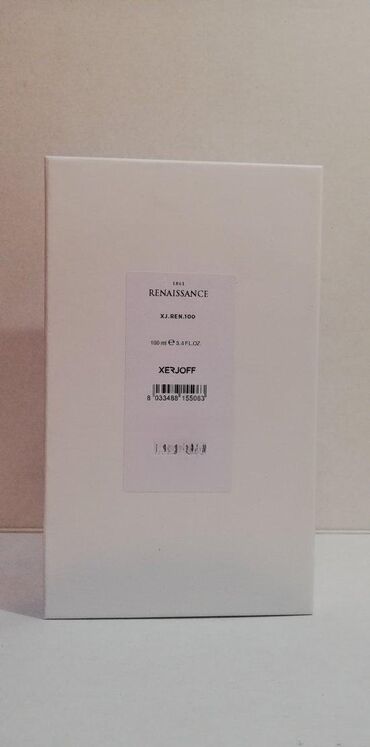 1861
RENAISSANCE
XJ.REN.100
100 ml ℮ 3.4 FL.OZ.
XERJOFF
8 033488 155083